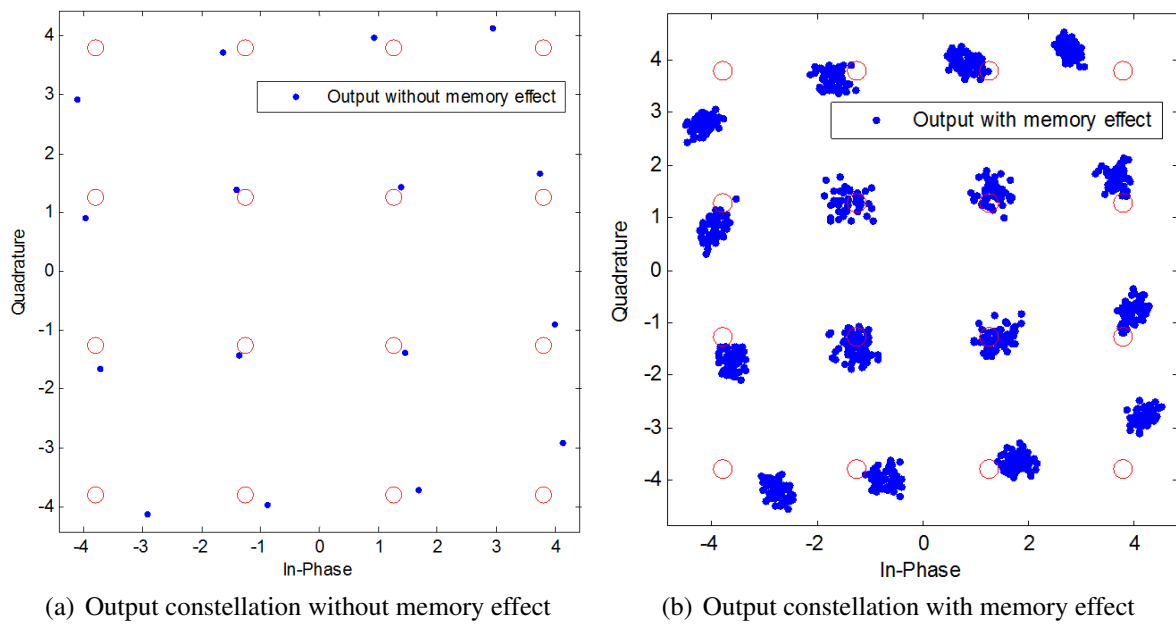 4
3
2
1
0
-1
-2
-3
-4
Quadrature
Output without memory effect
-4 -3 -2 -1 0 1 2 3 4
In-Phase
(a) Output constellation without memory effect
4
3
2
1
0
-1
-2
-3
-4
Quadrature
Output with memory effect
-4 -2 0 2 4
In-Phase
(b) Output constellation with memory effect